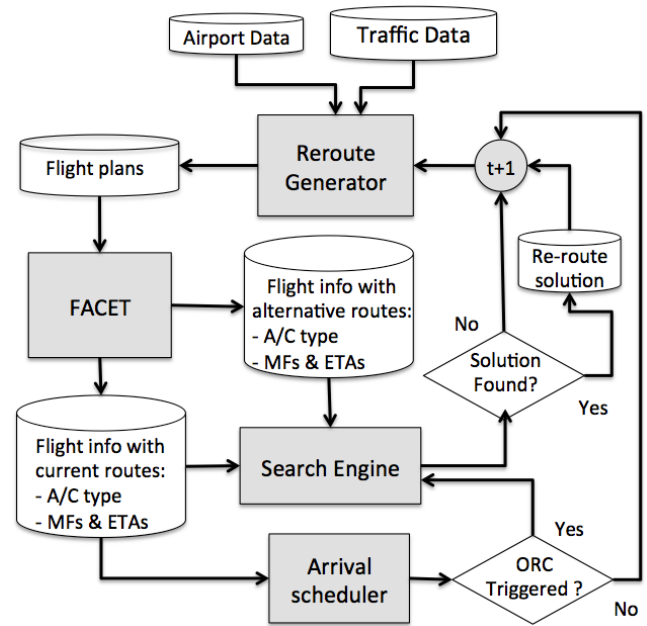 Airport Data
Traffic Data
Reroute
Generator
t+1
Flight plans
Re-route
solution
FACET
Flight info with
alternative routes:
- A/C type
- MFs & ETAs
No
Solution
Found?
Yes
Flight info with
current routes:
- A/C type
- MFs & ETAs
Search Engine
Yes
Arrival
scheduler
ORC
Triggered ?
No